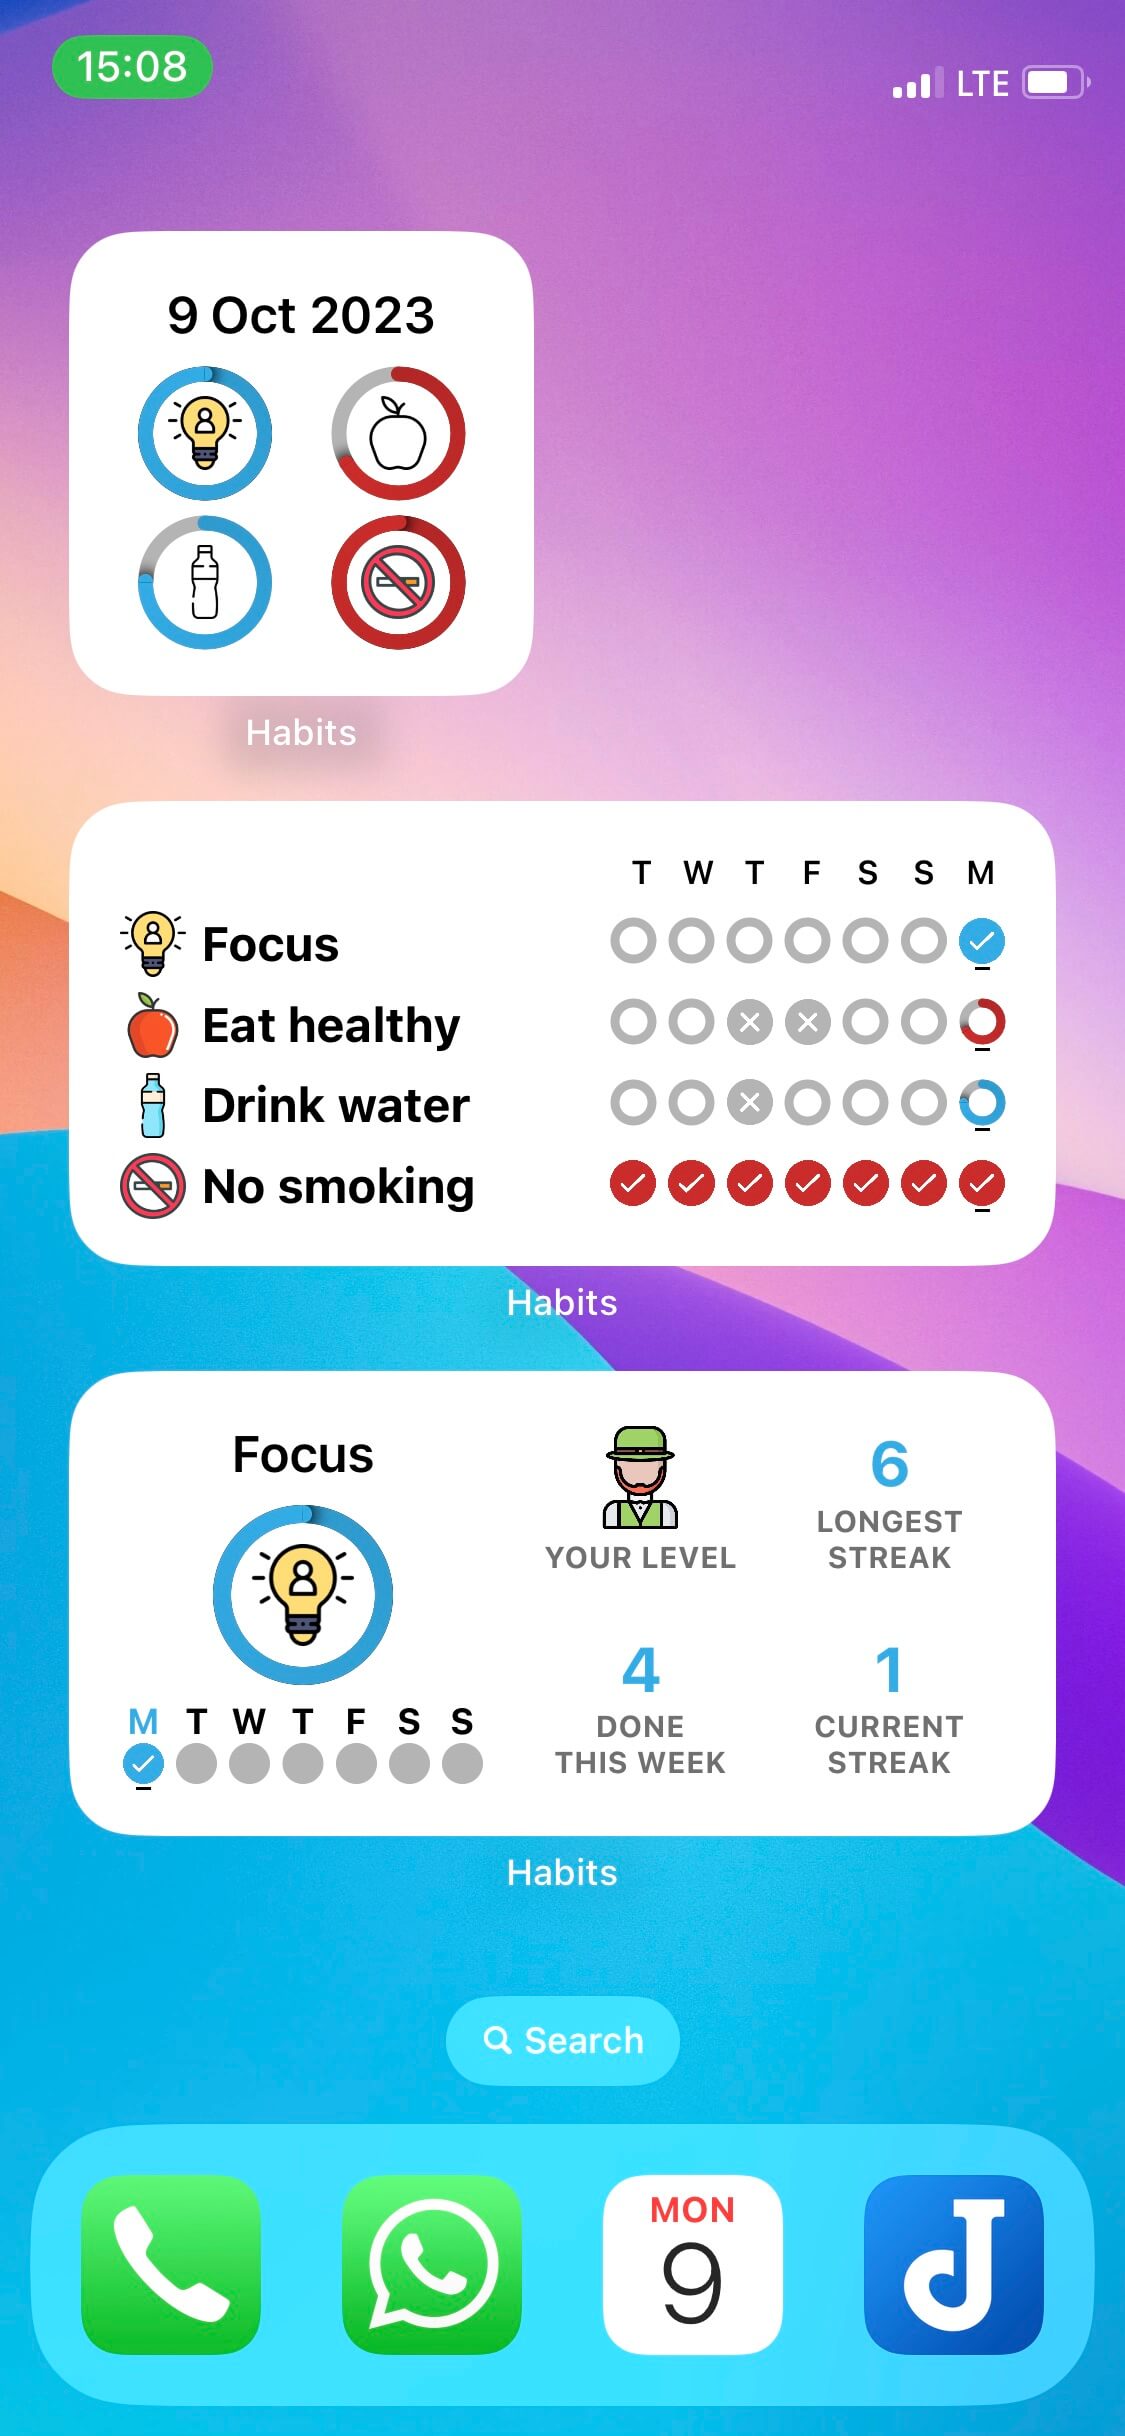 15:08
LTE
9 Oct 2023
Habits
T W T F S S M
Focus
Eat healthy
Drink water
No smoking
Habits
Focus
M T W T F S S
YOUR LEVEL
6
LONGEST
STREAK
4
DONE
THIS WEEK
1
CURRENT
STREAK
Habits
Search
MON
9